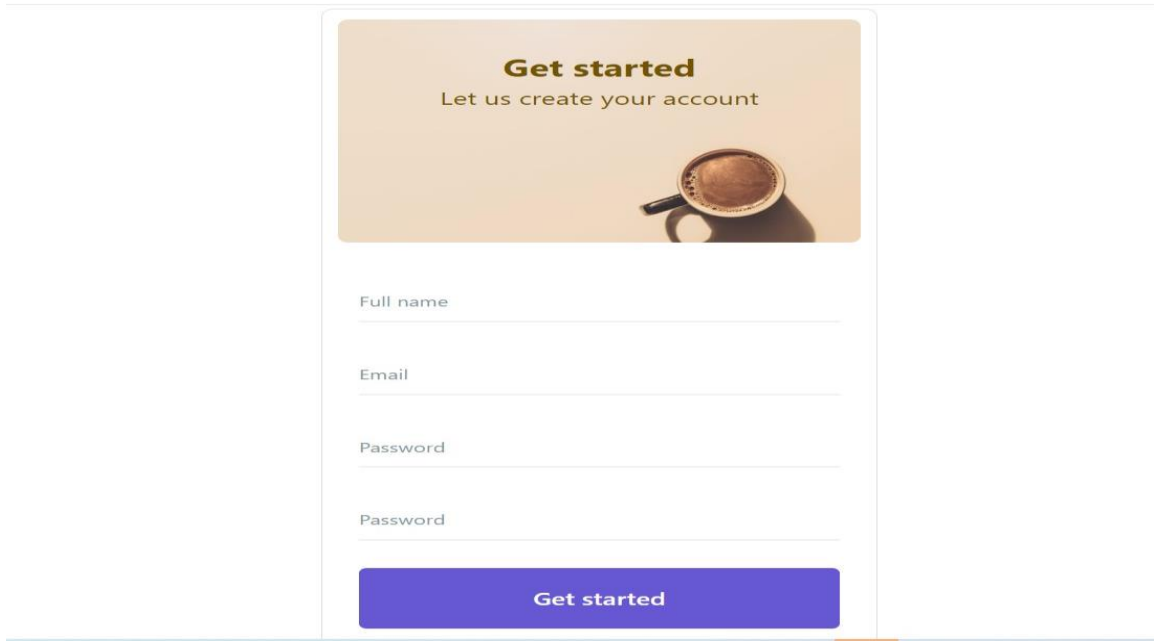 Get started
Let us create your account
Full name
Email
Password
Password
Get started